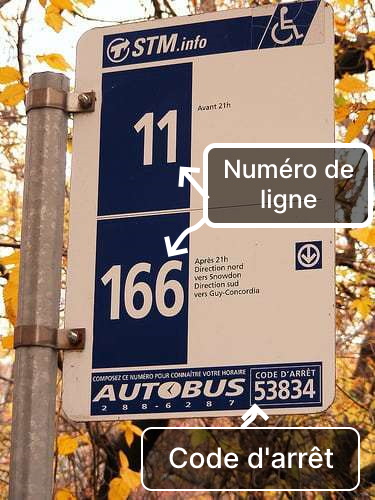 STM.info
11
Avant 21h
Numéro de
ligne
166
Après 21h
Direction nord
vers Snowdon
Direction sud
vers Guy-Concordia
COMPOSEZ CE NUMÉRO POUR CONNAÎTRE VOTRE HORAIRE
AUTOBUS
288-6287
CODE D'ARRÊT
53834
Code d'arrêt